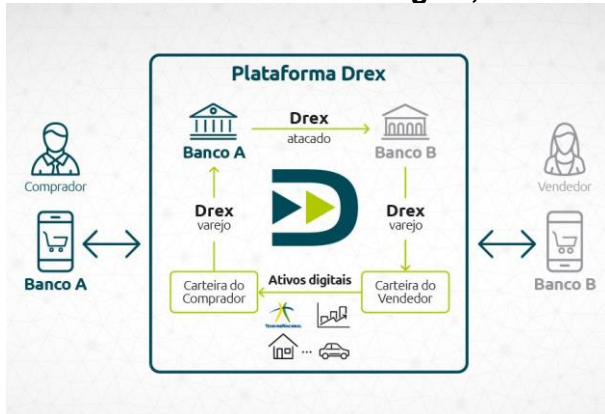 Plataforma Drex
Banco A
Drex
atacado
Banco B
Comprador
Vendedor
Drex
varejo
Drex
varejo
Banco A
Banco B
Carteira do
Comprador
Ativos digitais
Carteira do
Vendedor
TesouroNacional
...